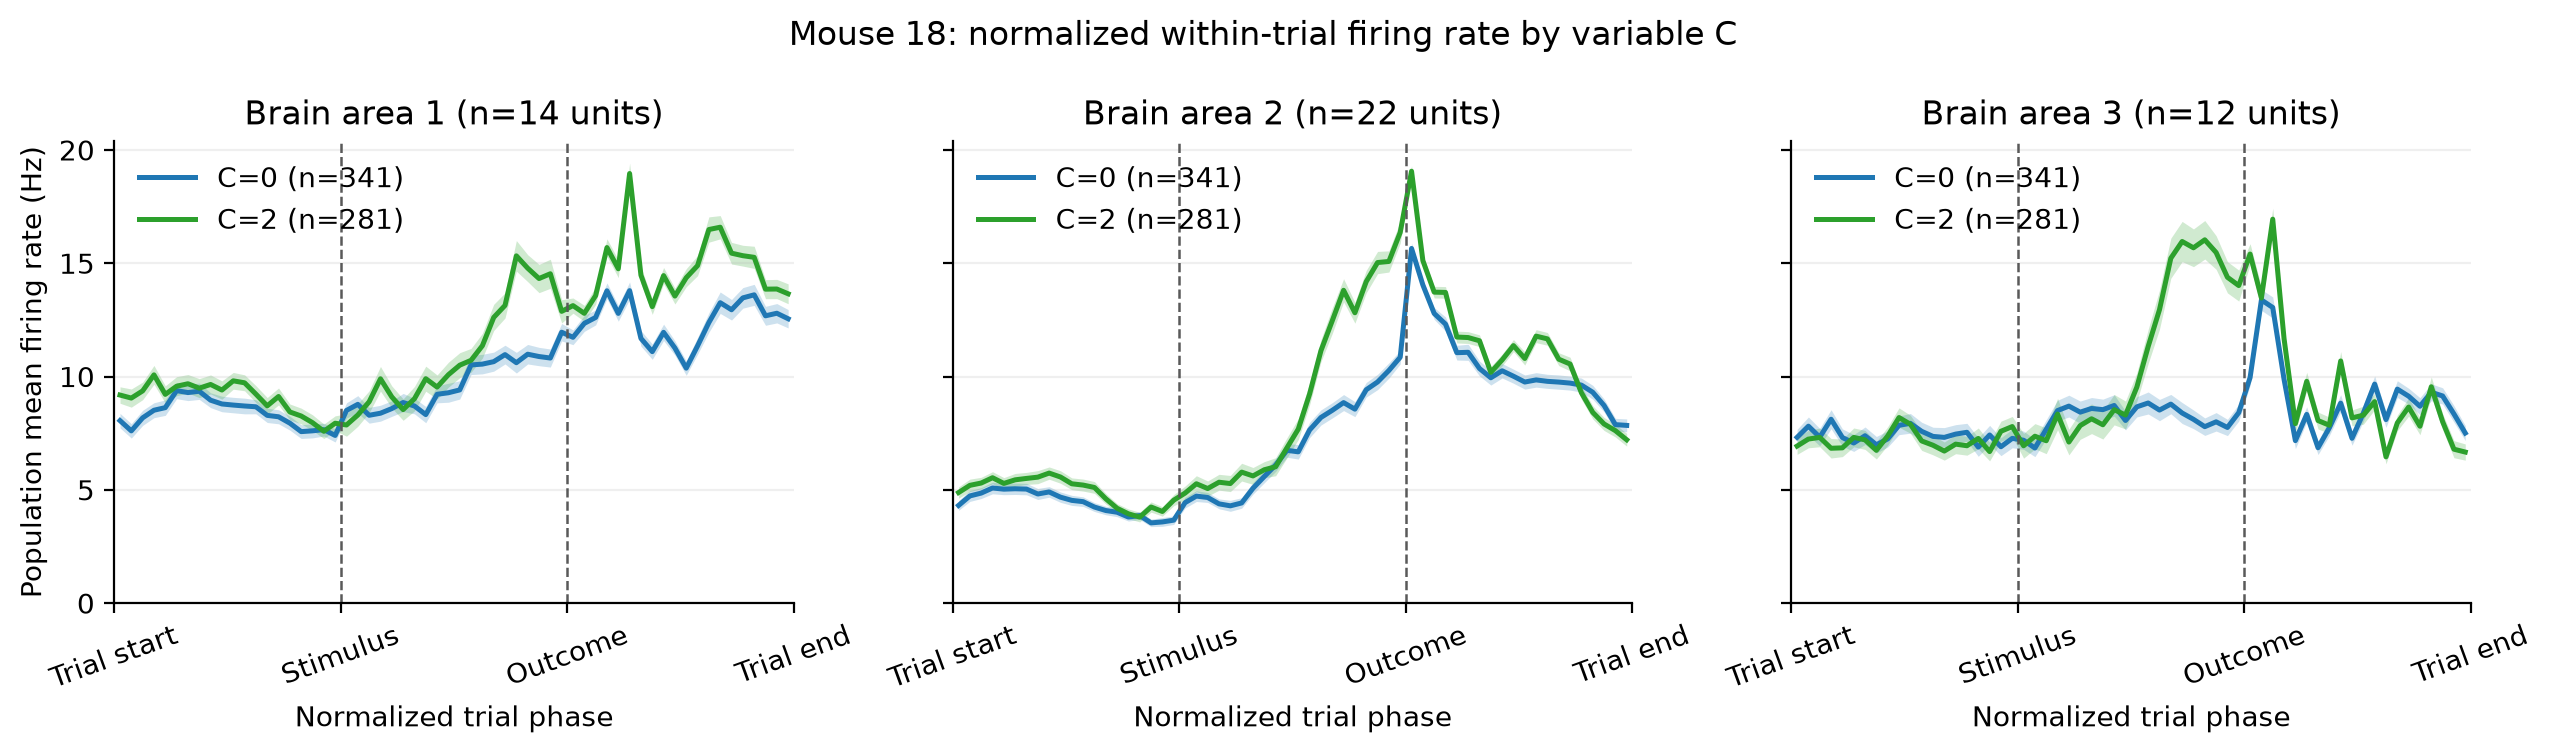 Mouse 18: normalized within-trial firing rate by variable C
Brain area 1 (n=14 units)
Population mean firing rate (Hz)
20
15
10
5
0
C=0 (n=341)
C=2 (n=281)
Trial start
Stimulus
Outcome
Trial end
Normalized trial phase
Brain area 2 (n=22 units)
C=0 (n=341)
C=2 (n=281)
Trial start
Stimulus
Outcome
Trial end
Normalized trial phase
Brain area 3 (n=12 units)
C=0 (n=341)
C=2 (n=281)
Trial start
Stimulus
Outcome
Trial end
Normalized trial phase